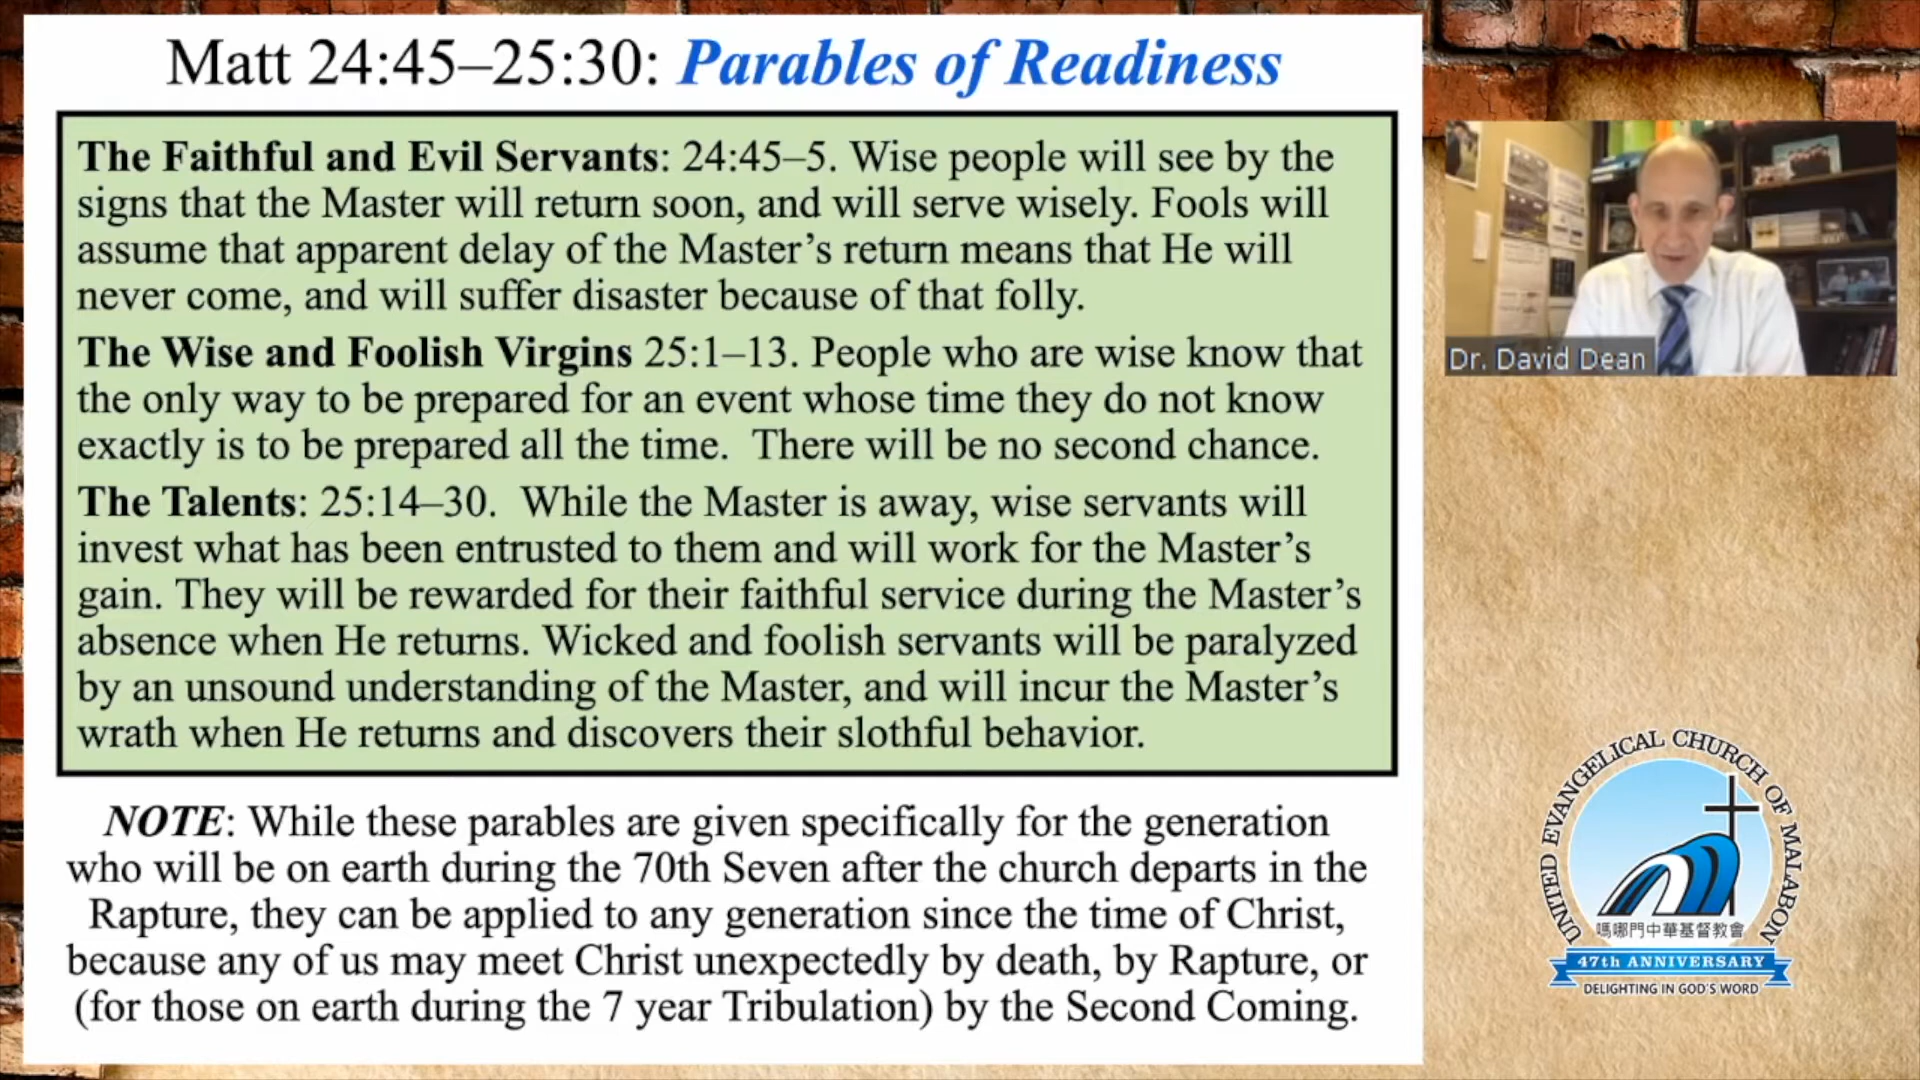 Matt 24:45–25:30: Parables of Readiness
The Faithful and Evil Servants: 24:45–5. Wise people will see by the
signs that the Master will return soon, and will serve wisely. Fools will
assume that apparent delay of the Master’s return means that He will
never come, and will suffer disaster because of that folly.
The Wise and Foolish Virgins 25:1–13. People who are wise know that
the only way to be prepared for an event whose time they do not know
exactly is to be prepared all the time. There will be no second chance.
The Talents: 25:14–30. While the Master is away, wise servants will
invest what has been entrusted to them and will work for the Master’s
gain. They will be rewarded for their faithful service during the Master’s
absence when He returns. Wicked and foolish servants will be paralyzed
by an unsound understanding of the Master, and will incur the Master’s
wrath when He returns and discovers their slothful behavior.
NOTE: While these parables are given specifically for the generation
who will be on earth during the 70th Seven after the church departs in the
Rapture, they can be applied to any generation since the time of Christ,
because any of us may meet Christ unexpectedly by death, by Rapture, or
(for those on earth during the 7 year Tribulation) by the Second Coming.
Dr. David Dean
UNITED EVANGELICAL CHURCH OF MALABON
嗎哪門中華基督教會
47th ANNIVERSARY
DELIGHTING IN GOD'S WORD